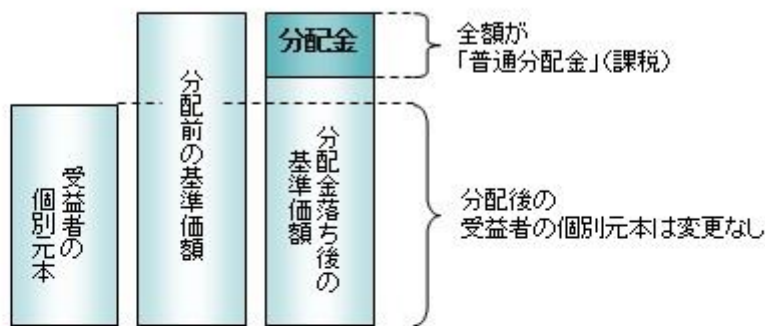 受益者の
個別元本
分配前の基準価額
分配金
分配金落ち後の
基準価額
全額が
「普通分配金」(課税)
分配後の
受益者の個別元本は変更なし